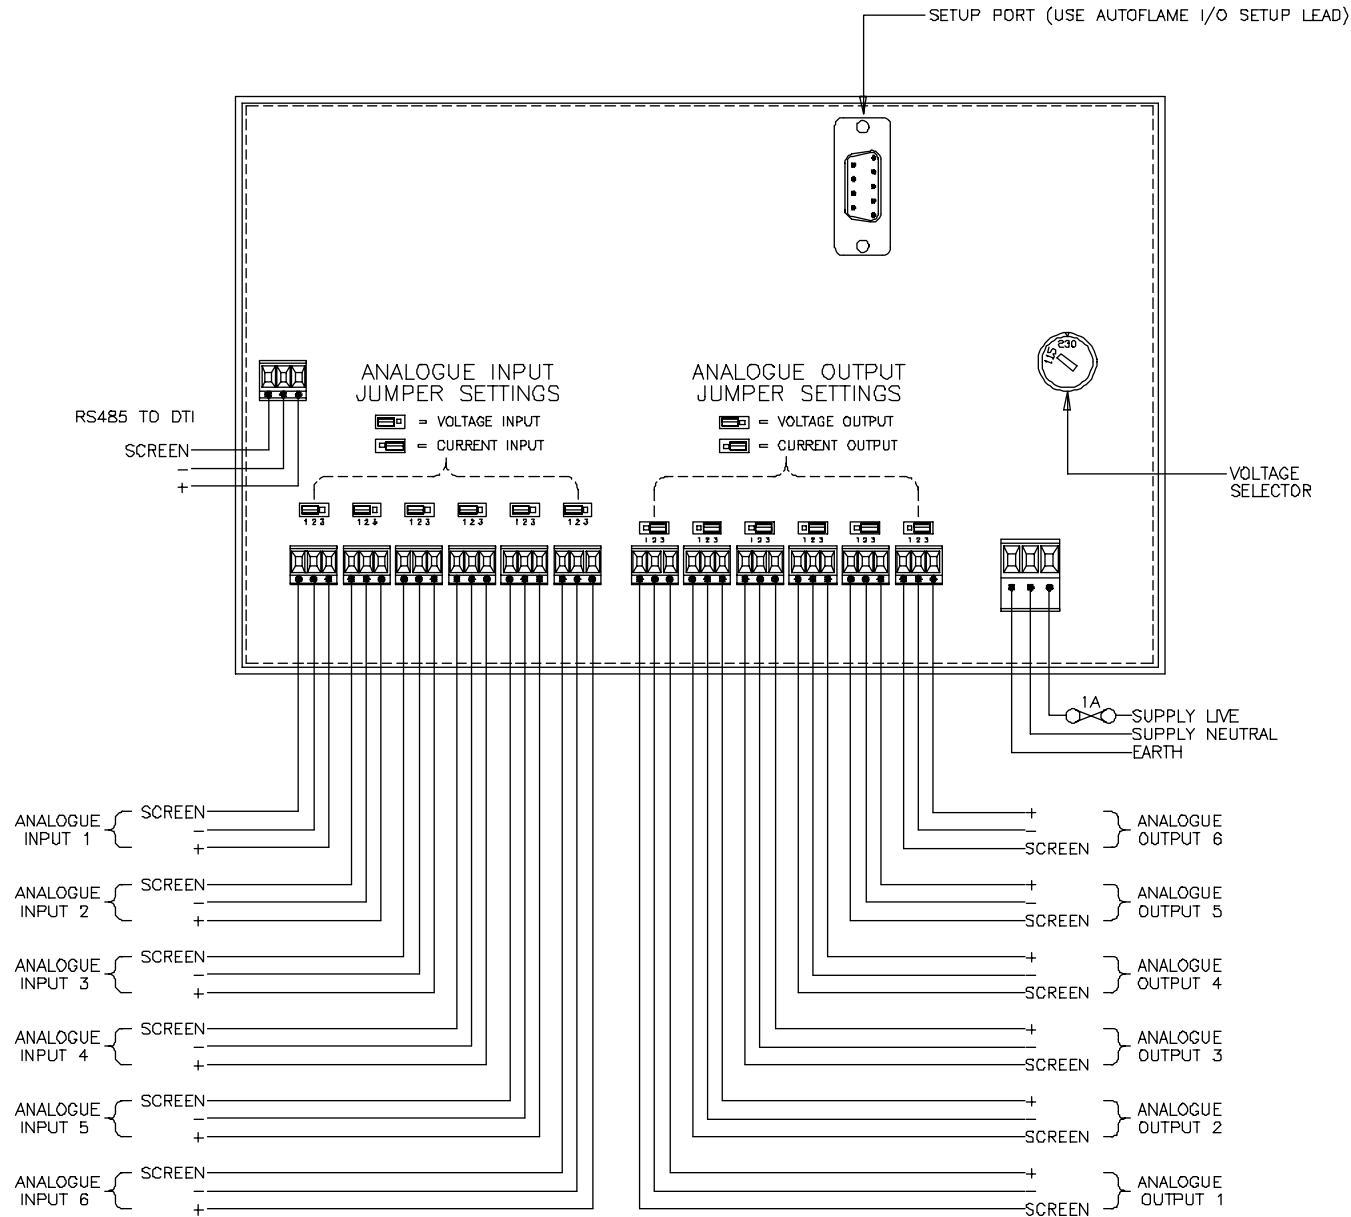 SETUP PORT (USE AUTOFLAME I/O SETUP LEAD)
115
230
ANALOGUE INPUT
JUMPER SETTINGS
= VOLTAGE INPUT
= CURRENT INPUT
ANALOGUE OUTPUT
JUMPER SETTINGS
= VOLTAGE OUTPUT
= CURRENT OUTPUT
RS485 TO DTI
SCREEN
−
+
VOLTAGE
SELECTOR
1 2 3
1 2 3
1 2 3
1 2 3
1 2 3
1 2 3
1 2 3
1 2 3
1 2 3
1 2 3
1 2 3
1 2 3
1A
SUPPLY LIVE
SUPPLY NEUTRAL
EARTH
ANALOGUE
INPUT 1
SCREEN
−
+
ANALOGUE
INPUT 2
SCREEN
−
+
ANALOGUE
INPUT 3
SCREEN
−
+
ANALOGUE
INPUT 4
SCREEN
−
+
ANALOGUE
INPUT 5
SCREEN
−
+
ANALOGUE
INPUT 6
SCREEN
−
+
+
−
SCREEN
ANALOGUE
OUTPUT 6
+
−
SCREEN
ANALOGUE
OUTPUT 5
+
−
SCREEN
ANALOGUE
OUTPUT 4
+
−
SCREEN
ANALOGUE
OUTPUT 3
+
−
SCREEN
ANALOGUE
OUTPUT 2
+
−
SCREEN
ANALOGUE
OUTPUT 1